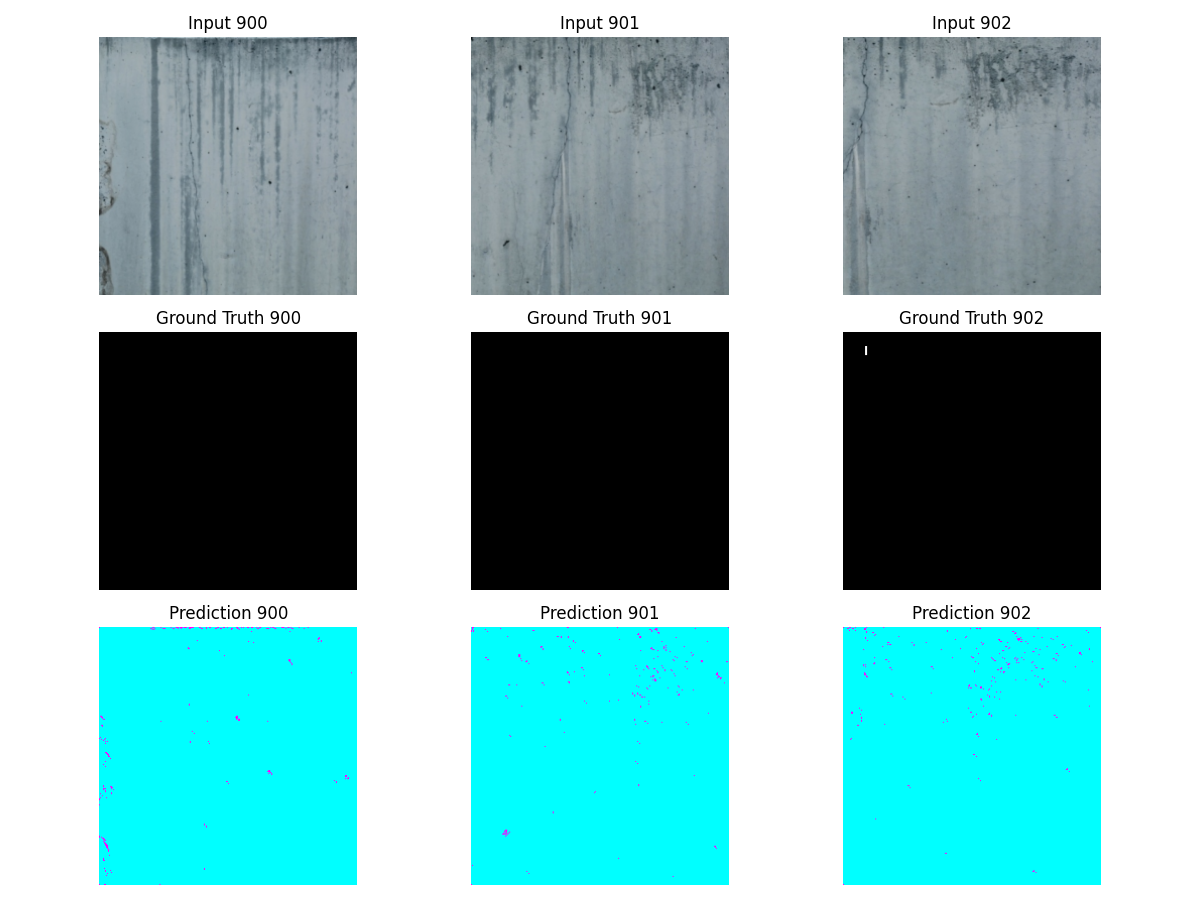 Input 900
Input 901
Input 902
Ground Truth 900
Ground Truth 901
Ground Truth 902
Prediction 900
Prediction 901
Prediction 902